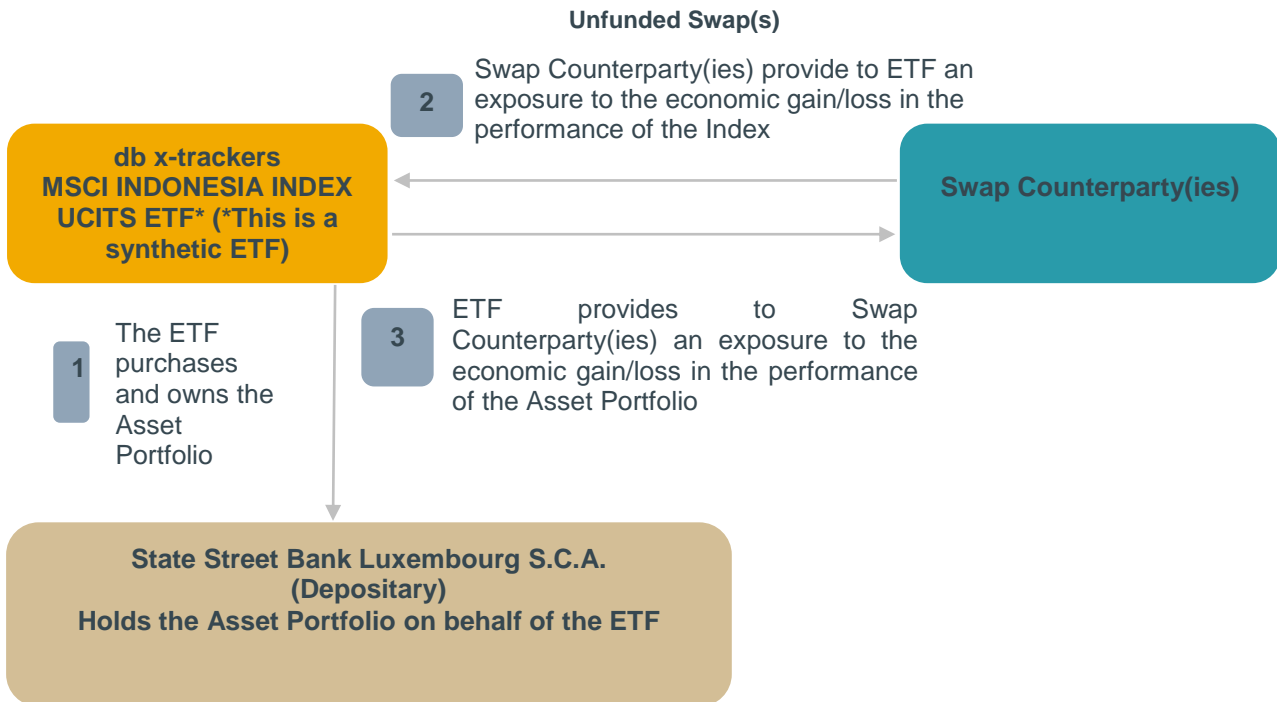 Unfunded Swap(s)
2
Swap Counterparty(ies) provide to ETF an
exposure to the economic gain/loss in the
performance of the Index
db x-trackers
MSCI INDONESIA INDEX
UCITS ETF* (*This is a
synthetic ETF)
Swap Counterparty(ies)
1
The ETF
purchases
and owns the
Asset
Portfolio
3
ETF provides to Swap
Counterparty(ies) an exposure to the
economic gain/loss in the performance
of the Asset Portfolio
State Street Bank Luxembourg S.C.A.
(Depositary)
Holds the Asset Portfolio on behalf of the ETF